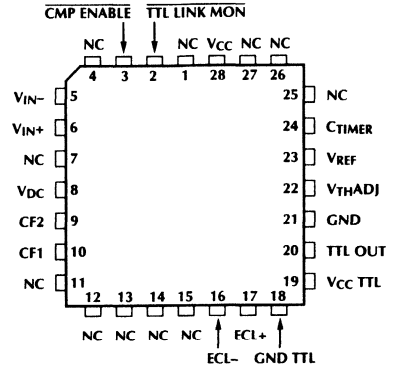 CMP ENABLE TTL LINK MON
NC NC VCC NC NC
4 3 2 1 28 27 26
VIN– 5 25 NC
VIN+ 6 24 CTIMER
NC 7 23 VREF
VDC 8 22 VTHADJ
CF2 9 21 GND
CF1 10 20 TTL OUT
NC 11 19 VCC TTL
12 13 14 15 16 17 18
NC NC NC NC ECL+
ECL– GND TTL